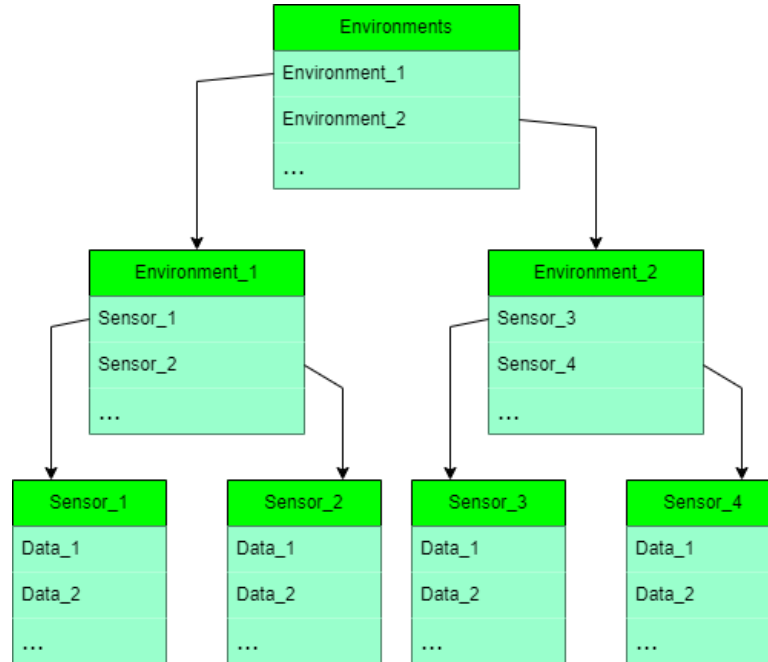 Environments
Environment_1
Environment_2
...
Environment_1
Sensor_1
Sensor_2
...
Environment_2
Sensor_3
Sensor_4
...
Sensor_1
Data_1
Data_2
...
Sensor_2
Data_1
Data_2
...
Sensor_3
Data_1
Data_2
...
Sensor_4
Data_1
Data_2
...